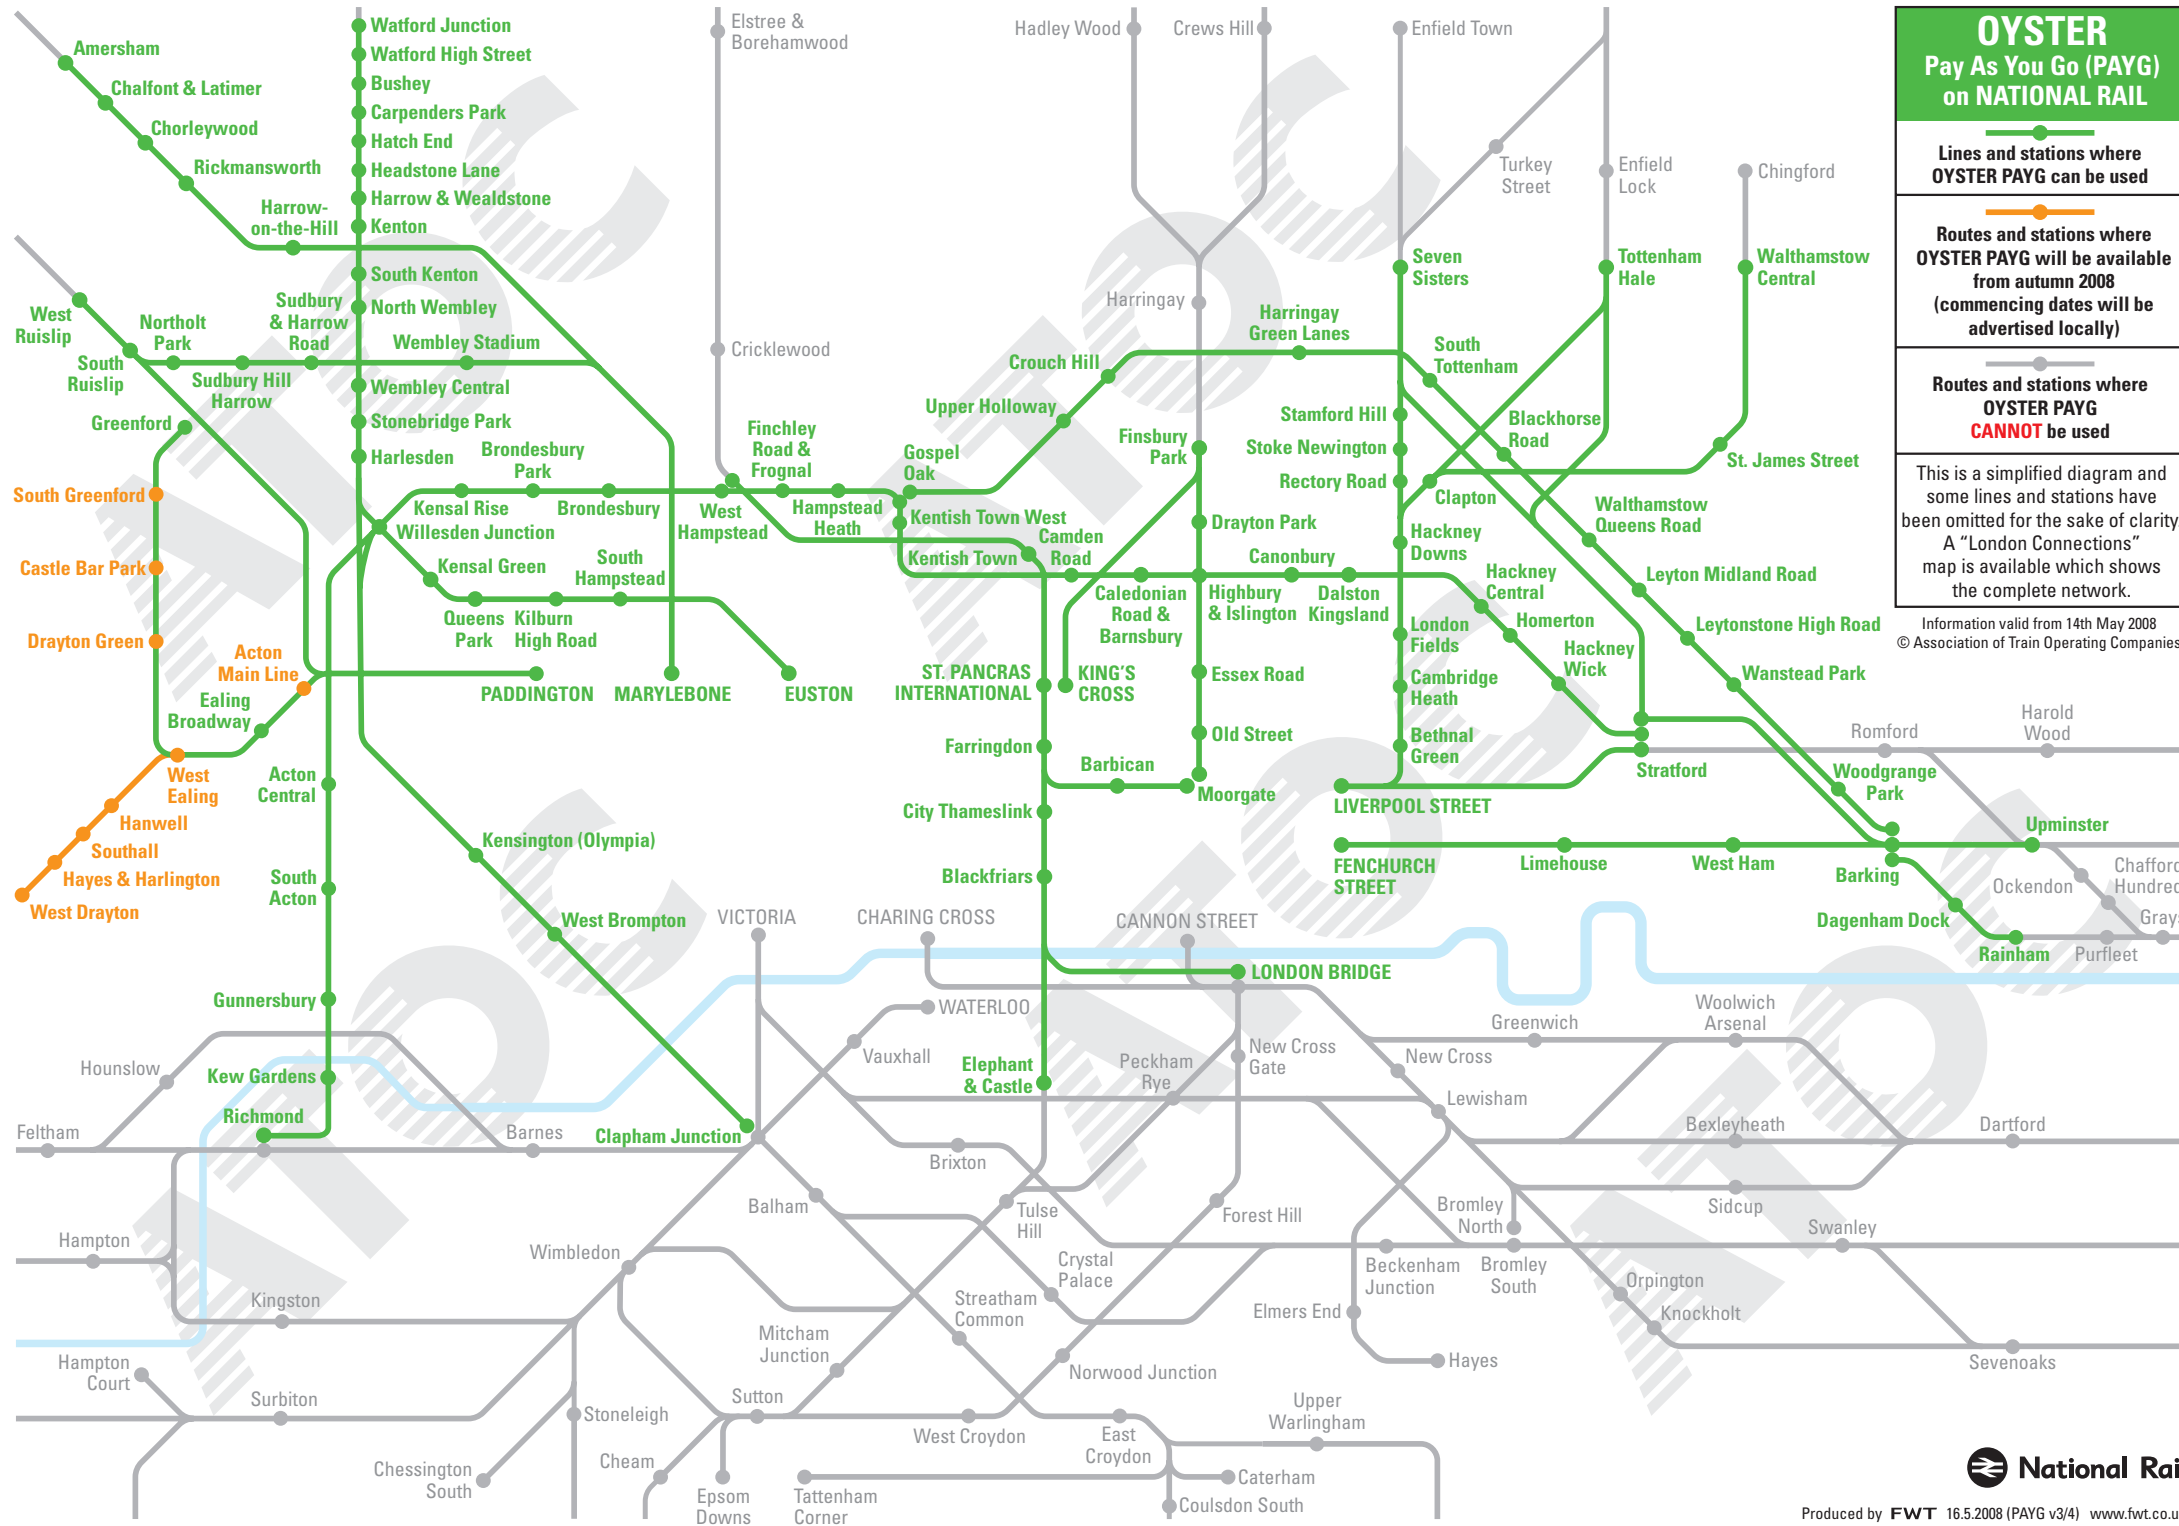 Amersham
Chalfont & Latimer
Chorleywood
Rickmansworth
Harrow-
on-the-Hill
Watford Junction
Watford High Street
Bushey
Carpenders Park
Hatch End
Headstone Lane
Harrow & Wealdstone
Kenton
South Kenton
North Wembley
Wembley Central
Stonebridge Park
Harlesden
Elstree &
Borehamwood
Cricklewood
Hadley Wood
Crews Hill
Harringay
Enfield Town
Turkey
Street
Enfield
Lock
Chingford
Seven
Sisters
Tottenham
Hale
Walthamstow
Central
West
Ruislip
South
Ruislip
Northolt
Park
Sudbury Hill
Harrow
Sudbury
& Harrow
Road
Wembley Stadium
Greenford
South Greenford
Castle Bar Park
Drayton Green
Acton
Main Line
Ealing
Broadway
West
Ealing
Hanwell
Southall
Hayes & Harlington
West Drayton
Brondesbury
Park
Kensal Rise
Brondesbury
West
Hampstead
Finchley
Road &
Frognal
Hampstead
Heath
Gospel
Oak
Upper Holloway
Crouch Hill
Harringay
Green Lanes
South
Tottenham
Blackhorse
Road
Walthamstow
Queens Road
Leyton Midland Road
Leytonstone High Road
Wanstead Park
Woodgrange
Park
St. James Street
Clapton
Stamford Hill
Stoke Newington
Rectory Road
Hackney
Downs
London
Fields
Cambridge
Heath
Bethnal
Green
LIVERPOOL STREET
Finsbury
Park
Drayton Park
Highbury
& Islington
Essex Road
Old Street
Moorgate
Barbican
Willesden Junction
Kensal Green
Queens
Park
Kilburn
High Road
South
Hampstead
Kentish Town West
Kentish Town
Camden
Road
Caledonian
Road &
Barnsbury
Canonbury
Dalston
Kingsland
Hackney
Central
Homerton
Hackney
Wick
Stratford
PADDINGTON
MARYLEBONE
EUSTON
ST. PANCRAS
INTERNATIONAL
KING'S
CROSS
Farringdon
City Thameslink
Blackfriars
LONDON BRIDGE
Elephant
& Castle
Acton
Central
South
Acton
Gunnersbury
Kew Gardens
Richmond
Kensington (Olympia)
West Brompton
Clapham Junction
FENCHURCH
STREET
Limehouse
West Ham
Barking
Upminster
Dagenham Dock
Rainham
Romford
Harold
Wood
Ockendon
Chafford
Hundred
Grays
Purfleet
VICTORIA
CHARING CROSS
CANNON STREET
WATERLOO
Vauxhall
Hounslow
Feltham
Barnes
Hampton
Kingston
Hampton
Court
Surbiton
Chessington
South
Stoneleigh
Wimbledon
Balham
Brixton
Peckham
Rye
New Cross
Gate
New Cross
Greenwich
Woolwich
Arsenal
Lewisham
Bexleyheath
Dartford
Sidcup
Bromley
North
Tulse
Hill
Forest Hill
Crystal
Palace
Streatham
Common
Mitcham
Junction
Norwood Junction
Beckenham
Junction
Bromley
South
Swanley
Orpington
Knockholt
Sevenoaks
Elmers End
Hayes
Sutton
Cheam
Epsom
Downs
Tattenham
Corner
West Croydon
East
Croydon
Upper
Warlingham
Caterham
Coulsdon South
OYSTER
Pay As You Go (PAYG)
on NATIONAL RAIL
Lines and stations where
OYSTER PAYG can be used
Routes and stations where
OYSTER PAYG will be available
from autumn 2008
(commencing dates will be
advertised locally)
Routes and stations where
OYSTER PAYG
CANNOT be used
This is a simplified diagram and
some lines and stations have
been omitted for the sake of clarity.
A “London Connections”
map is available which shows
the complete network.
Information valid from 14th May 2008
© Association of Train Operating Companies
National Rai
Produced by FWT 16.5.2008 (PAYG v3/4) www.fwt.co.u
ATOC
ATOC
ATOC
ATOC
ATOC
ATOC